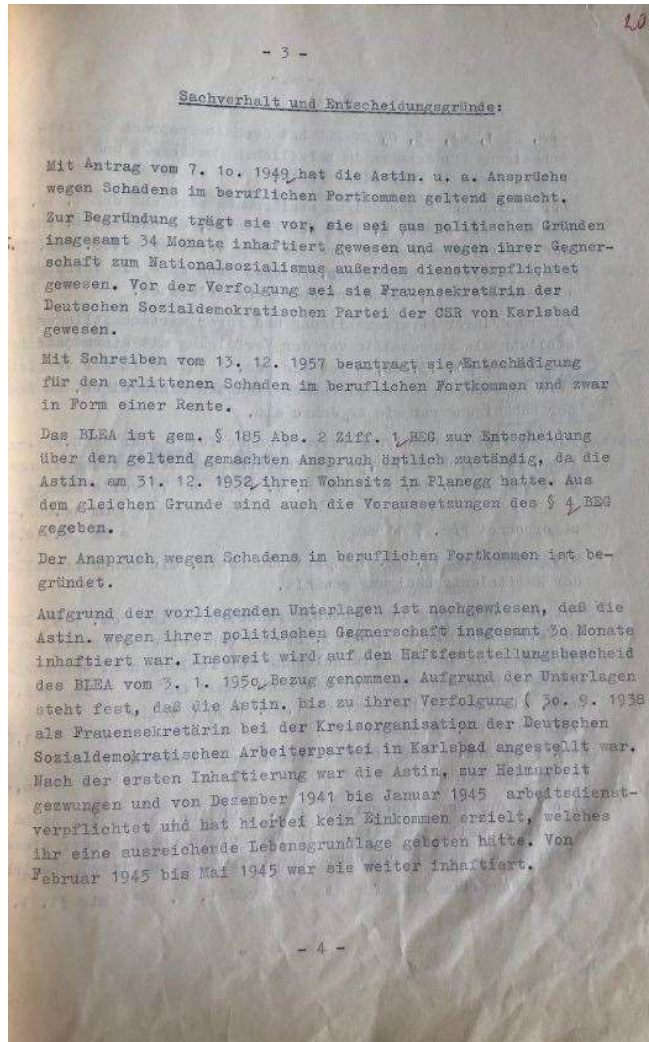 20
- 3 -
Sachverhalt und Entscheidungsgründe:
Mit Antrag vom 7. 1o. 1949 hat die Astin. u. a. Ansprüche
wegen Schadens im beruflichen Fortkommen geltend gemacht.
Zur Begründung trägt sie vor, sie sei aus politischen Gründen
insgesamt 34 Monate inhaftiert gewesen und wegen ihrer Gegner-
schaft zum Nationalsozialismus außerdem dienstverpflichtet
gewesen. Vor der Verfolgung sei sie Frauensekretärin der
Deutschen Sozialdemokratischen Partei der CSR von Karlsbad
gewesen.
Mit Schreiben vom 13. 12. 1957 beantragt sie Entschädigung
für den erlittenen Schaden im beruflichen Fortkommen und zwar
in Form einer Rente.
Das BLEA ist gem. § 185 Abs. 2 Ziff. 1 BEG zur Entscheidung
über den geltend gemachten Anspruch örtlich zuständig, da die
Astin. am 31. 12. 1952 ihren Wohnsitz in Planegg hatte. Aus
dem gleichen Grunde sind auch die Voraussetzungen des § 4 BEG
gegeben.
Der Anspruch wegen Schadens im beruflichen Fortkommen ist be-
gründet.
Aufgrund der vorliegenden Unterlagen ist nachgewiesen, daß die
Astin. wegen ihrer politischen Gegnerschaft insgesamt 3o Monate
inhaftiert war. Insoweit wird auf den Haftfeststellungsbescheid
des BLEA vom 3. 1. 195o Bezug genommen. Aufgrund der Unterlagen
steht fest, daß die Astin. bis zu ihrer Verfolgung ( 3o. 9. 1938
als Frauensekretärin bei der Kreisorganisation der Deutschen
Sozialdemokratischen Arbeiterpartei in Karlsbad angestellt war.
Nach der ersten Inhaftierung war die Astin. zur Heimarbeit
gezwungen und von Dezember 1941 bis Januar 1945 arbeitsdienst-
verpflichtet und hat hierbei kein Einkommen erzielt, welches
ihr eine ausreichende Lebensgrundlage geboten hätte. Von
Februar 1945 bis Mai 1945 war sie weiter inhaftiert.
- 4 -